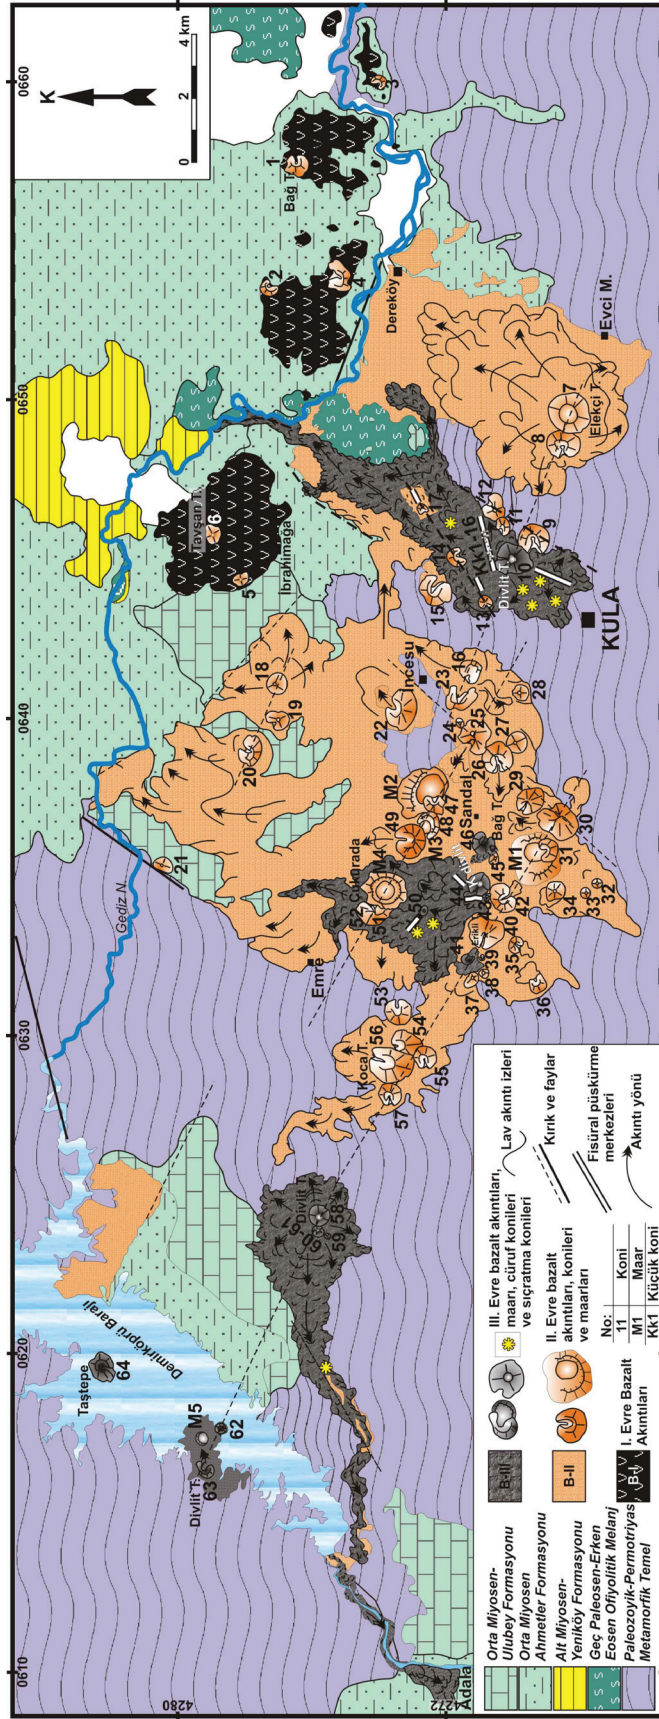 0610
0620
0630
0640
0650
0660
4280
4272
K
0 2 4 km
Taştepe
64
Demirköprü Barajı
Divlit T.
M5
63
62
Adala
Gediz N.
21
Emre
20
19
18
İbrahimağa
5
Tavşan T.
6
2
4
Bağ T.
1
3
Dereköy
Evci M.
Elekçi T.
7
8
9
11
12
16
KK1
14
15
13
Divlit T.
10
KULA
İncesu
22
23
16
24
25
26
27
28
29
30
31
M1
32
33
34
35
36
37
38
39
40
41
42
43
44
45
46
Sandal
47
48
49
M2
M3
M4
50
51
52
53
54
55
56
57
Koca T.
Bağ T.
Divlit T.
58
59
60-61
Orta Miyosen-
Ulubey Formasyonu
Orta Miyosen
Ahmetler Formasyonu
Alt Miyosen-
Yeniköy Formasyonu
Geç Paleosen-Erken
Eosen Ofiyolitik Melanj
Paleozoyik-Permotriyas
Metamorfik Temel
B-III
III. Evre bazalt akıntıları,
maarı, cüruf konileri
ve sıçratma konileri
B-II
II. Evre bazalt
akıntıları, konileri
ve maarları
B-I
I. Evre Bazalt
Akıntıları
No:
11 Koni
M1 Maar
Kk1 Küçük koni
Lav akıntı izleri
Kırık ve faylar
Fisüral püskürme
merkezleri
Akıntı yönü